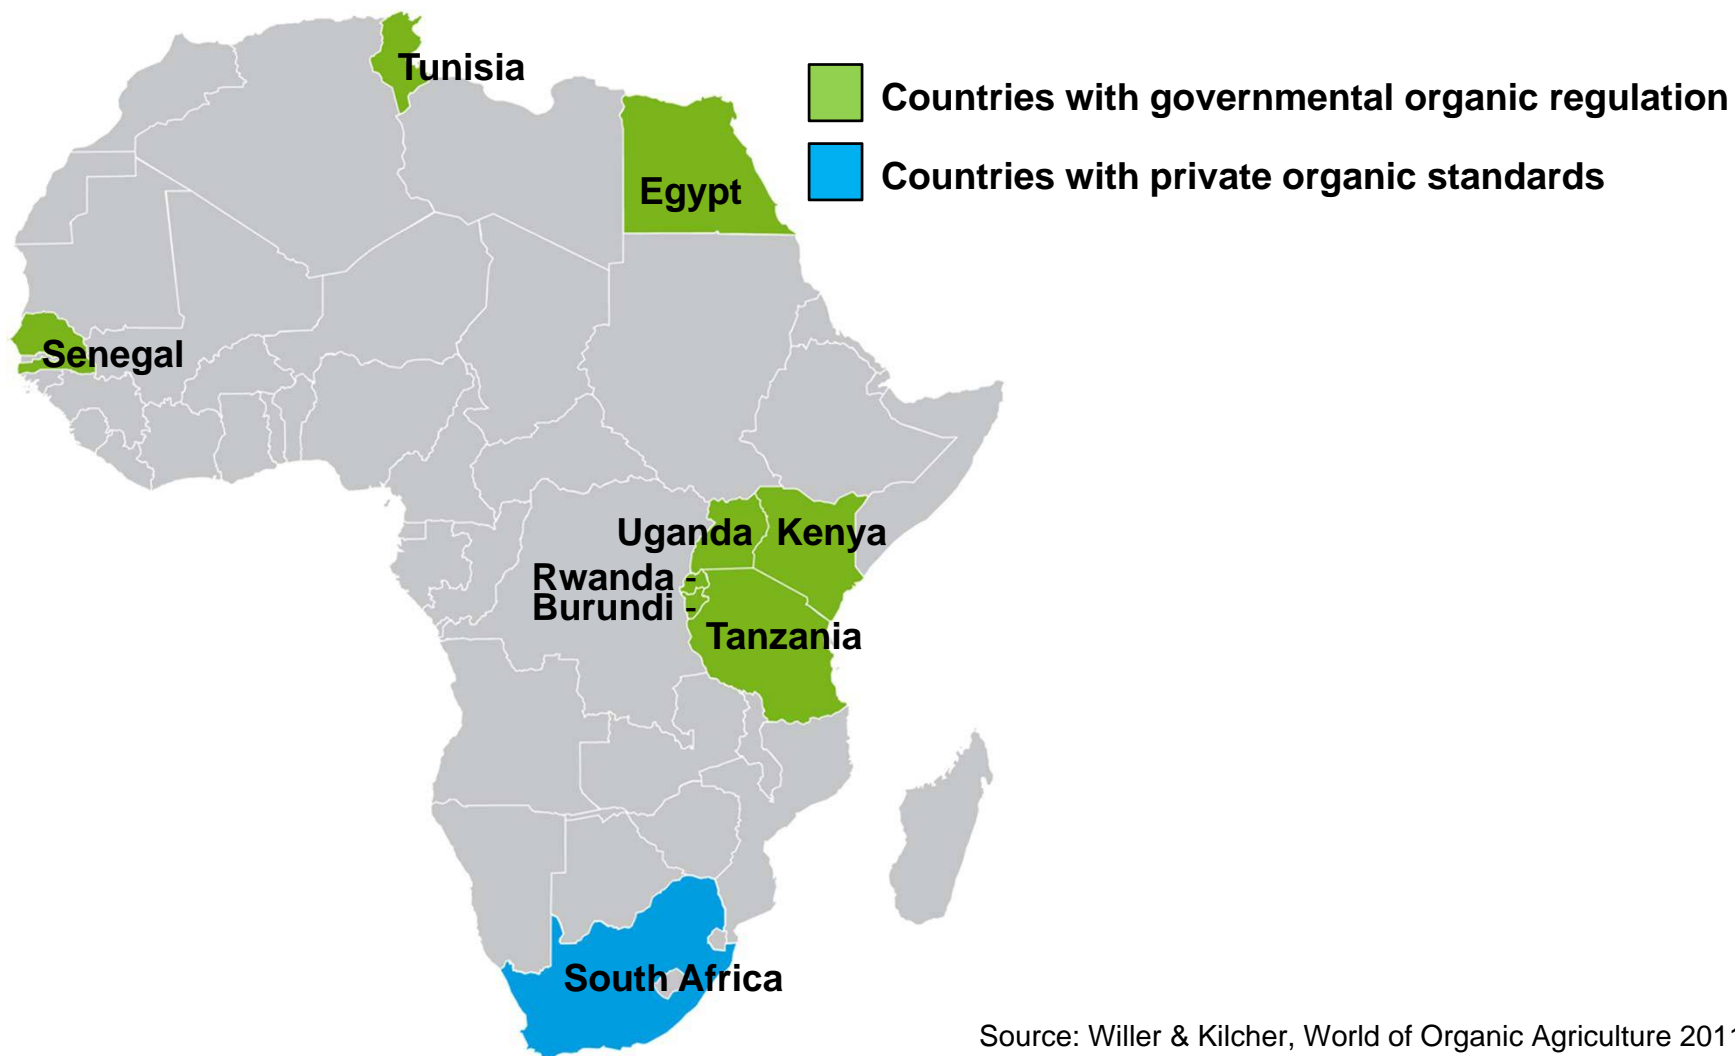 Tunisia
Countries with governmental organic regulation
Egypt
Countries with private organic standards
Senegal
Uganda
Kenya
Rwanda -
Burundi -
Tanzania
South Africa
Source: Willer & Kilcher, World of Organic Agriculture 2011